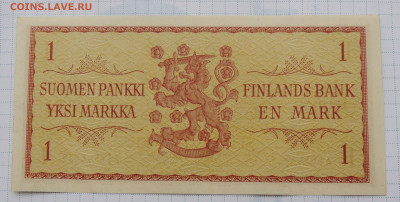 COINS.LAVE.RU
1 1
SUOMEN PANKKI FINLANDS BANK
YKSI MARKKA EN MARK
1 1